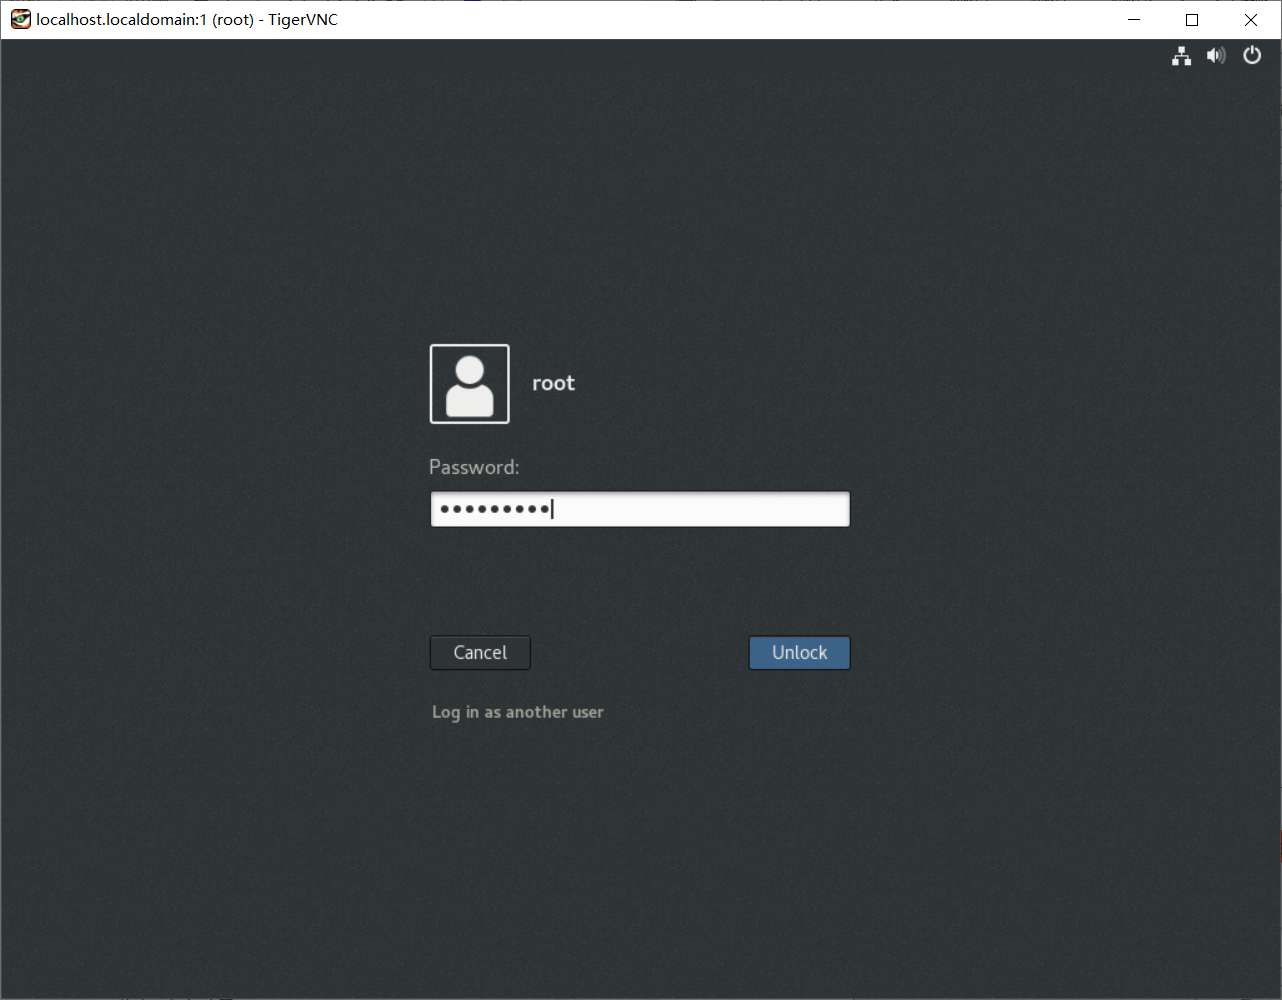 localhost.localdomain:1 (root) - TigerVNC
root
Password:
Cancel
Unlock
Log in as another user